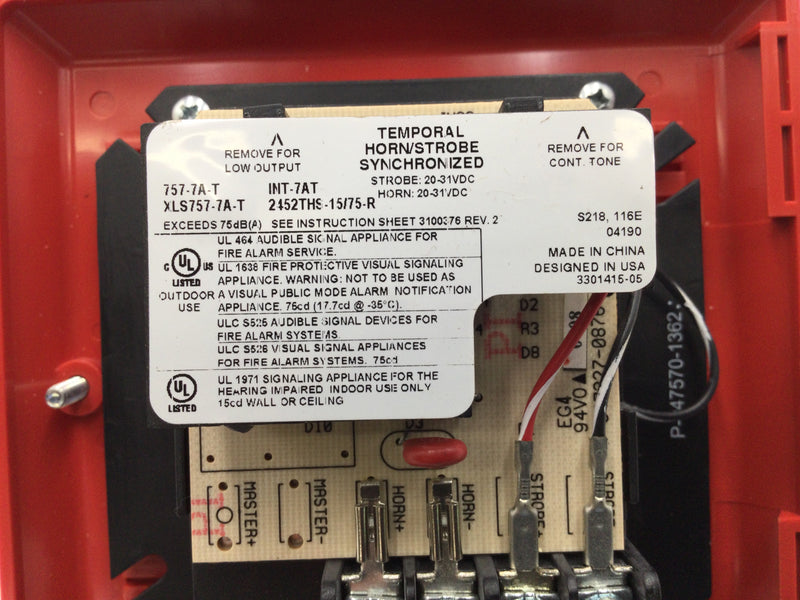 TEMPORAL
HORN/STROBE
SYNCHRONIZED
STROBE: 20-31VDC
HORN: 20-31VDC
REMOVE FOR
LOW OUTPUT
REMOVE FOR
CONT. TONE
757-7A-T INT-7AT
XLS757-7A-T 2452THS-15/75-R
EXCEEDS 75dB(A) SEE INSTRUCTION SHEET 3100376 REV. 2
S218, 116E
04190
MADE IN CHINA
DESIGNED IN USA
3301415-05
C UL US
LISTED
OUTDOOR
USE
UL 464 AUDIBLE SIGNAL APPLIANCE FOR
FIRE ALARM SERVICE.
UL 1638 FIRE PROTECTIVE VISUAL SIGNALING
APPLIANCE. WARNING: NOT TO BE USED AS
A VISUAL PUBLIC MODE ALARM NOTIFICATION
APPLIANCE. 75cd (17.7cd @ -35°C).
ULC S525 AUDIBLE SIGNAL DEVICES FOR
FIRE ALARM SYSTEMS.
ULC S526 VISUAL SIGNAL APPLIANCES
FOR FIRE ALARM SYSTEMS. 75cd
UL
LISTED
UL 1971 SIGNALING APPLIANCE FOR THE
HEARING IMPAIRED INDOOR USE ONLY
15cd WALL OR CEILING
D2
R3
D8
EG4
94V0
P-047570-1362
D10
D3
MASTER+
MASTER-
HORN+
HORN-
STROBE+